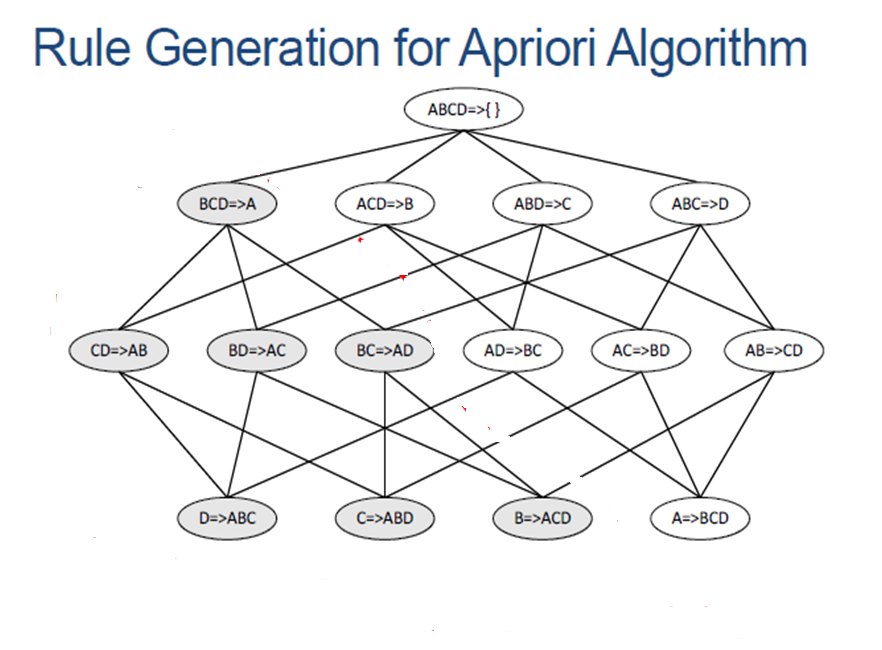 Rule Generation for Apriori Algorithm
ABCD=>{ }
BCD=>A
ACD=>B
ABD=>C
ABC=>D
CD=>AB
BD=>AC
BC=>AD
AD=>BC
AC=>BD
AB=>CD
D=>ABC
C=>ABD
B=>ACD
A=>BCD